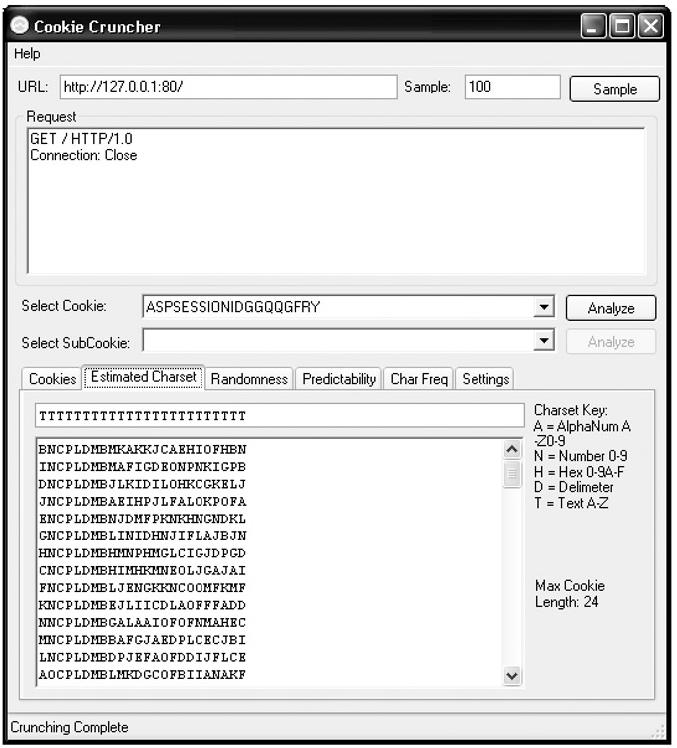 Cookie Cruncher
Help
URL: http://127.0.0.1:80/ Sample: 100 Sample
Request
GET / HTTP/1.0
Connection: Close
Select Cookie: ASPSESSIONIDGGQQGFRY Analyze
Select SubCookie: Analyze
Cookies Estimated Charset Randomness Predictability Char Freq Settings
TTTTTTTTTTTTTTTTTTTTTTTT
BNCPLDMBMKAKKJCAEHIOFHBN
INCPLDMBMAFIGDEONPNKIGPB
DNCPLDMBJLKIDILOHKCGKELJ
JNCPLDMBAEIHPJLFALOKPOFA
ENCPLDMBNJDMFPKNKHNGNDKL
GNCPLDMBLINIDHNJIFLAJBJN
HNCPLDMBHMNPHMGLCIGJDPGD
CNCPLDMBHIMHKMNEOLJGAJAI
FNCPLDMBLJENGKKNCOOMFKMF
KNCPLDMBEJLIICDLAOFFFADD
NNCPLDMBGALAAIOFOFNMAHEC
MNCPLDMBBAFGJAEDPLCECJBI
LNCPLDMBDPJEFAOFDDIJFLCE
AOCPLDMBLMKDGCOFBIIANAKF
Charset Key:
A = AlphaNum A
-Z0-9
N = Number 0-9
H = Hex 0-9A-F
D = Delimeter
T = Text A-Z
Max Cookie
Length: 24
Crunching Complete